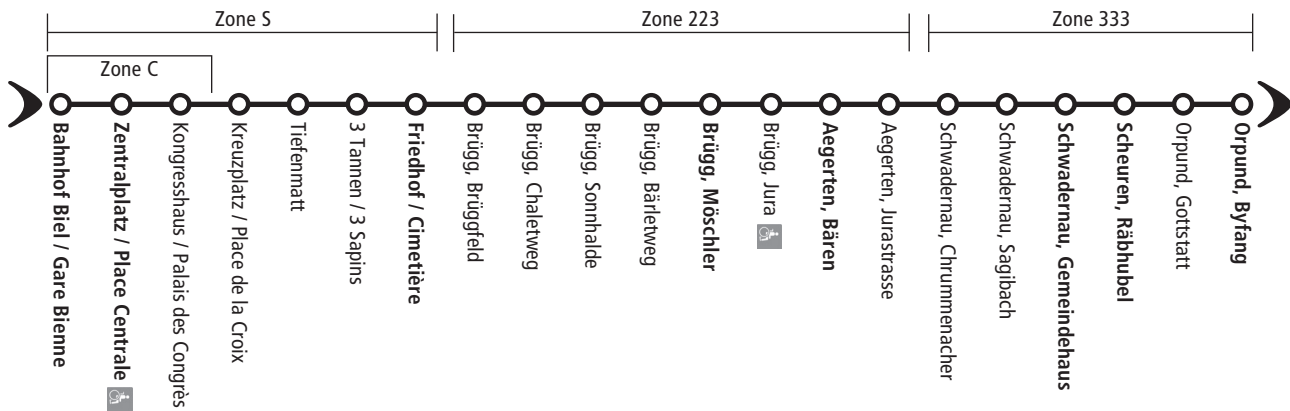 Zone S
Zone 223
Zone 333
Zone C
Bahnhof Biel / Gare Bienne
Zentralplatz / Place Centrale
Kongresshaus / Palais des Congrès
Kreuzplatz / Place de la Croix
Tiefenmatt
3 Tannen / 3 Sapins
Friedhof / Cimetière
Brügg, Brüggfeld
Brügg, Chaletweg
Brügg, Sonnhalde
Brügg, Bärletweg
Brügg, Möschler
Brügg, Jura
Aegerten, Bären
Aegerten, Jurastrasse
Schwadernau, Chrummenacher
Schwadernau, Sagibach
Schwadernau, Gemeindehaus
Scheuren, Räbhubel
Orpund, Gottstatt
Orpund, Byfang